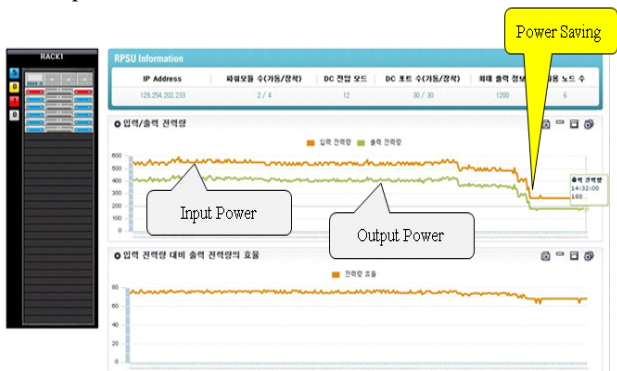 Power Saving
RACK1
RPSU Information
IP Address 파워모듈 수(가동/장착) DC 전압 모드 DC 포트 수(가동/장착) 최대 출력 정보 노드 수
129.254.202.233 2 / 4 12 30 / 30 1200 6
입력/출력 전력량
입력 전력량 출력 전력량
600
500
400
300
200
100
0
출력 전력량
14:32:00
180..
Input Power
Output Power
입력 전력량 대비 출력 전력량의 효율
전력량 효율
80
60
40
20
0